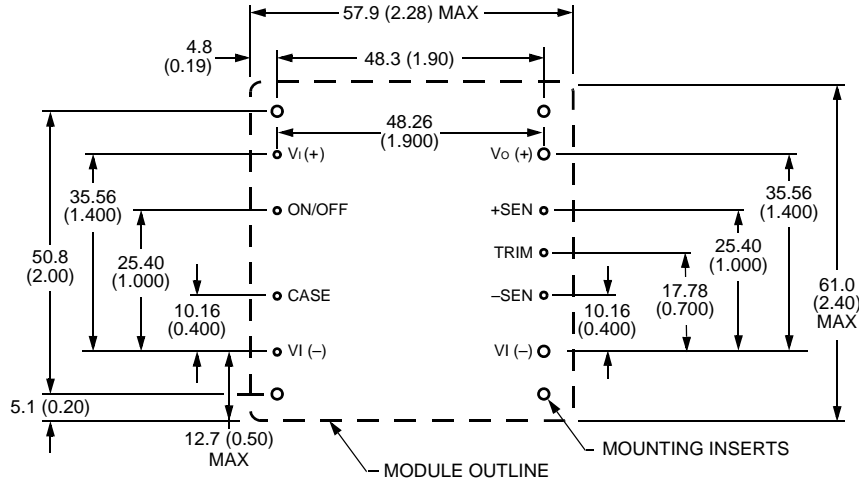 57.9 (2.28) MAX
4.8
(0.19)
48.3 (1.90)
48.26
(1.900)
VI (+)
VO (+)
35.56
(1.400)
35.56
(1.400)
ON/OFF
+SEN
50.8
(2.00)
25.40
(1.000)
TRIM
25.40
(1.000)
17.78
(0.700)
61.0
(2.40)
MAX
10.16
(0.400)
CASE
–SEN
10.16
(0.400)
VI (–)
VI (–)
5.1 (0.20)
12.7 (0.50)
MAX
MOUNTING INSERTS
MODULE OUTLINE